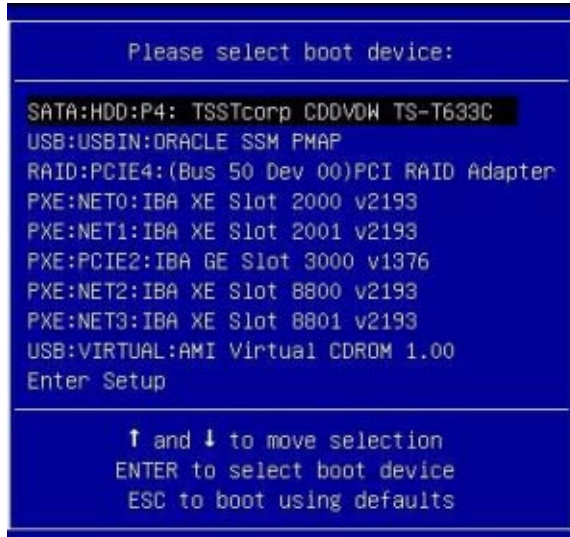 Please select boot device:
SATA:HDD:P4: TSSTcorp CDDVDW TS-T633C
USB:USBIN:ORACLE SSM PMAP
RAID:PCIE4:(Bus 50 Dev 00)PCI RAID Adapter
PXE:NET0:IBA XE Slot 2000 v2193
PXE:NET1:IBA XE Slot 2001 v2193
PXE:PCIE2:IBA GE Slot 3000 v1376
PXE:NET2:IBA XE Slot 8800 v2193
PXE:NET3:IBA XE Slot 8801 v2193
USB:VIRTUAL:AMI Virtual CDROM 1.00
Enter Setup
↑ and ↓ to move selection
ENTER to select boot device
ESC to boot using defaults